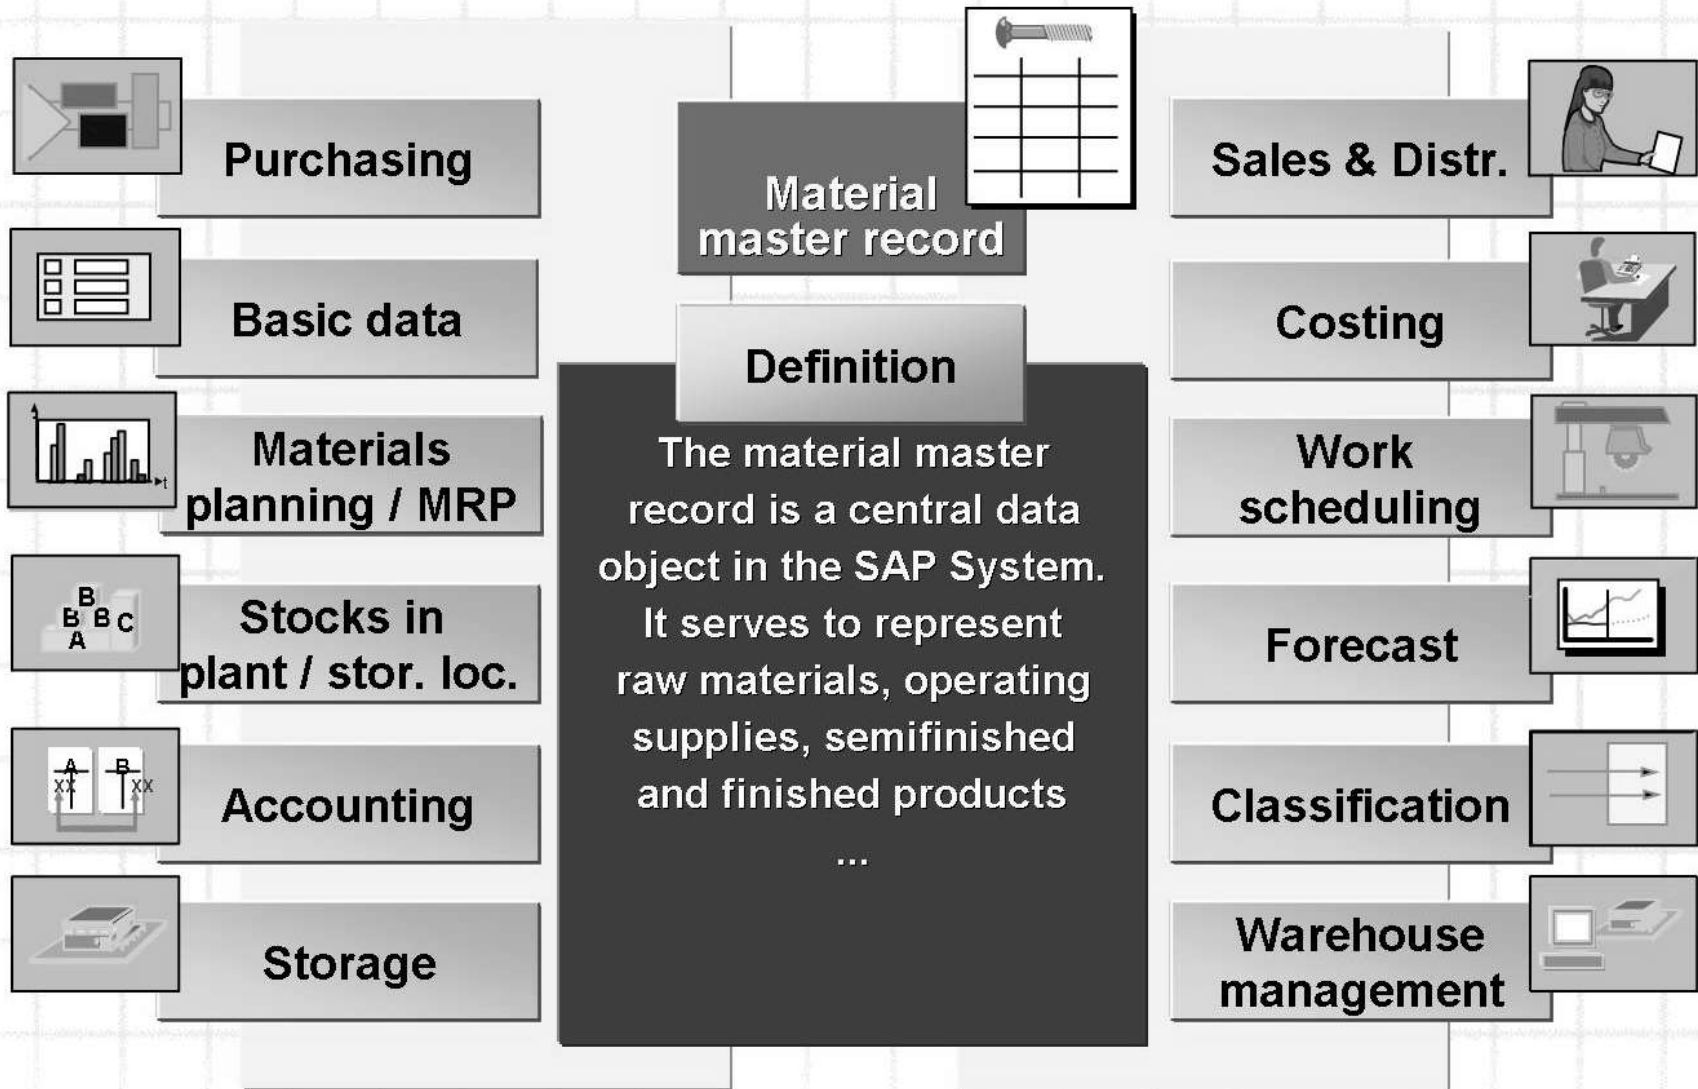 Purchasing
Basic data
Materials
planning / MRP
t
Stocks in
plant / stor. loc.
B
B B C
A
Accounting
A B
XX XX
Storage
Material
master record
Definition
The material master
record is a central data
object in the SAP System.
It serves to represent
raw materials, operating
supplies, semifinished
and finished products
...
Sales & Distr.
Costing
Work
scheduling
Forecast
Classification
Warehouse
management